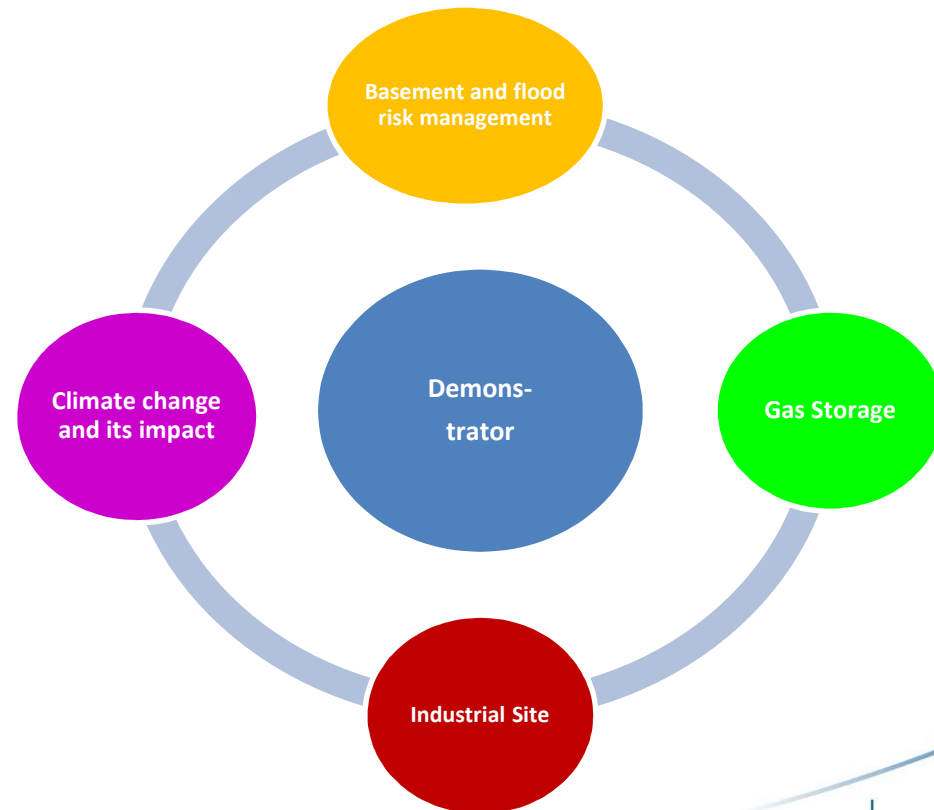 Basement and flood
risk management
Climate change
and its impact
Demons-
trator
Gas Storage
Industrial Site